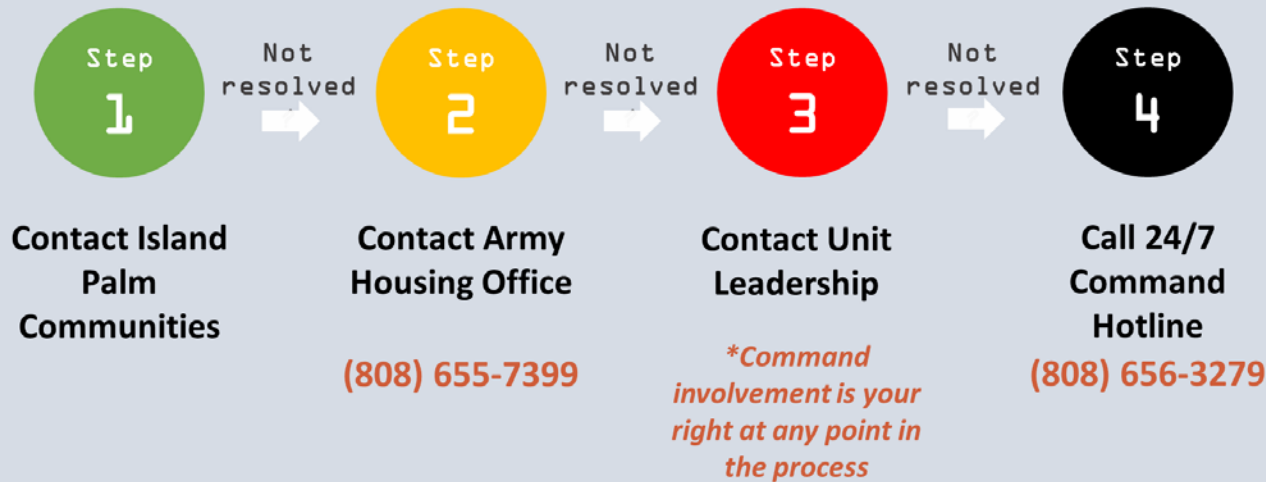 Step
1
Not
resolved
Step
2
Not
resolved
Step
3
Not
resolved
Step
4
Contact Island
Palm
Communities
Contact Army
Housing Office
(808) 655-7399
Contact Unit
Leadership
*Command
involvement is your
right at any point in
the process
Call 24/7
Command
Hotline
(808) 656-3279